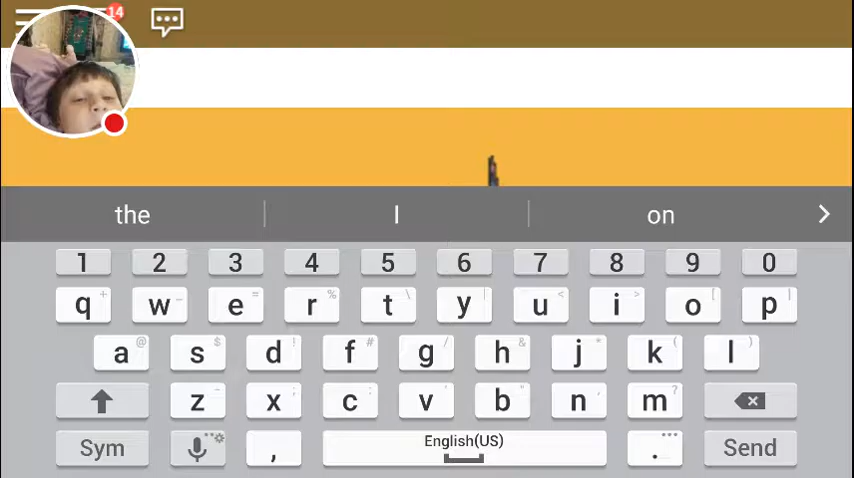 14
the I on
1 2 3 4 5 6 7 8 9 0
q + w - e = r % t \ y | u < i > o [ p ]
a @ s $ d ! f # g / h & j * k ( l )
z x ; c : v ' b " n , m ?
Sym , English(US) . Send